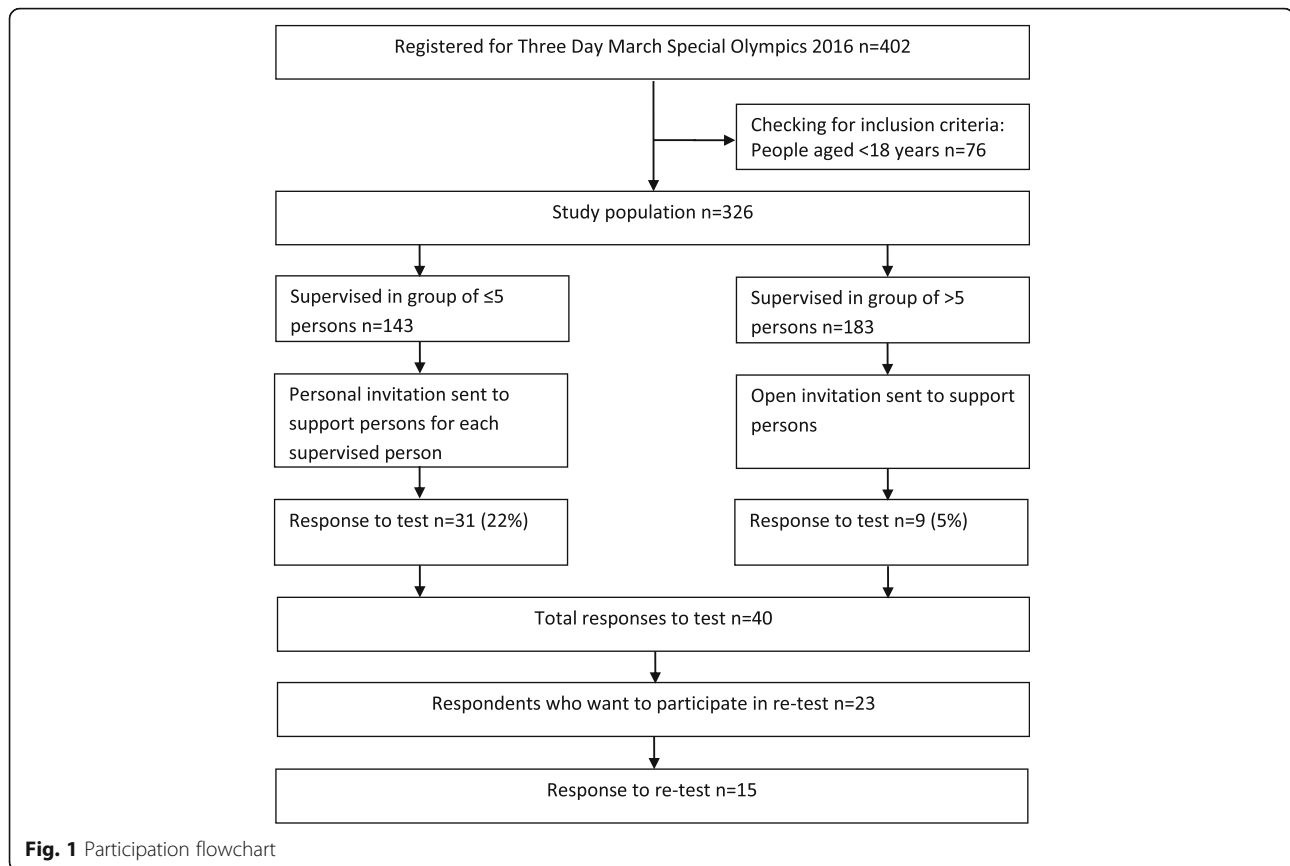 Registered for Three Day March Special Olympics 2016 n=402
Checking for inclusion criteria:
People aged <18 years n=76
Study population n=326
Supervised in group of ≤5
persons n=143
Supervised in group of >5
persons n=183
Personal invitation sent to
support persons for each
supervised person
Open invitation sent to support
persons
Response to test n=31 (22%)
Response to test n=9 (5%)
Total responses to test n=40
Respondents who want to participate in re-test n=23
Response to re-test n=15
Fig. 1 Participation flowchart